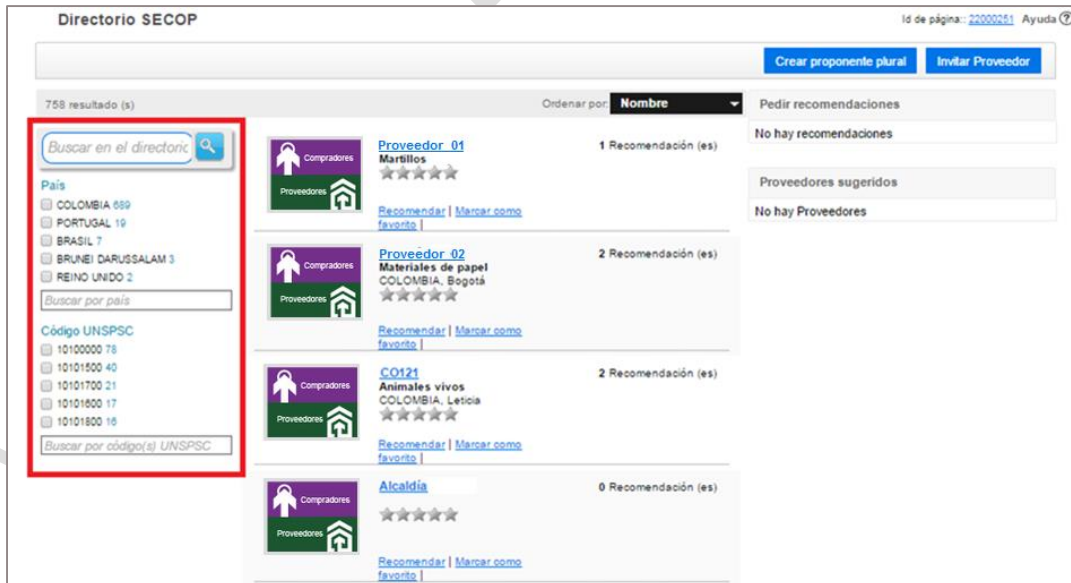 Directorio SECOP
Id de página:: 22000251 Ayuda ?
Crear proponente plural
Invitar Proveedor
758 resultado (s)
Ordenar por: Nombre
Buscar en el directoric
País
COLOMBIA 689
PORTUGAL 19
BRASIL 7
BRUNEI DARUSSALAM 3
REINO UNIDO 2
Buscar por país
Código UNSPSC
10100000 78
10101500 40
10101700 21
10101600 17
10101800 16
Buscar por código(s) UNSPSC
Compradores
Proveedores
Proveedor 01
Martillos
1 Recomendación (es)
Recomendar | Marcar como
favorito |
Compradores
Proveedores
Proveedor 02
Materiales de papel
COLOMBIA, Bogotá
2 Recomendación (es)
Recomendar | Marcar como
favorito |
Compradores
Proveedores
CO121
Animales vivos
COLOMBIA, Leticia
2 Recomendación (es)
Recomendar | Marcar como
favorito |
Compradores
Proveedores
Alcaldía
0 Recomendación (es)
Recomendar | Marcar como
favorito |
Pedir recomendaciones
No hay recomendaciones
Proveedores sugeridos
No hay Proveedores